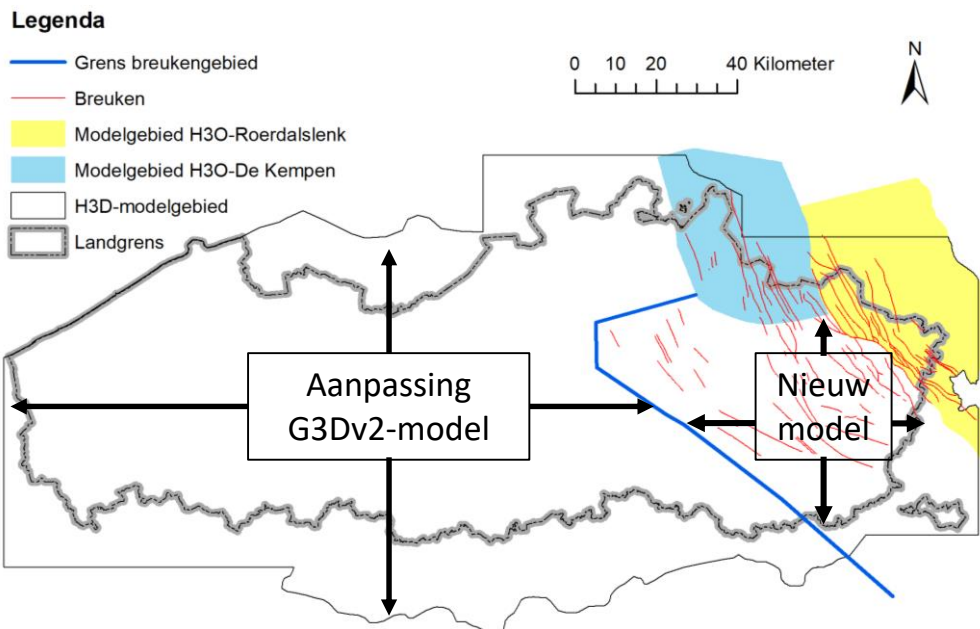 Legenda
Grens breukengebied
Breuken
Modelgebied H3O-Roerdalslenk
Modelgebied H3O-De Kempen
H3D-modelgebied
Landgrens
0 10 20 40 Kilometer
N
Aanpassing
G3Dv2-model
Nieuw
model